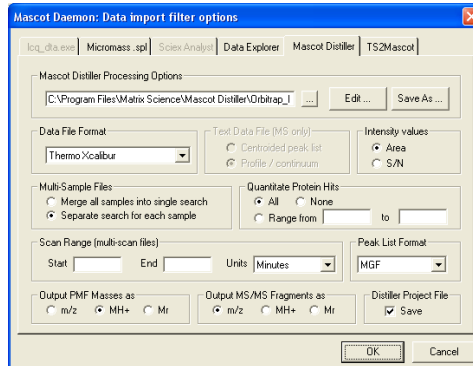 Mascot Daemon: Data import filter options
lcq_dta.exe Micromass .spl Sciex Analyst Data Explorer Mascot Distiller TS2Mascot
Mascot Distiller Processing Options
C:\Program Files\Matrix Science\Mascot Distiller\Orbitrap_l ... Edit ... Save As ...
Data File Format Text Data File (MS only) Intensity values
Thermo Xcalibur Centroided peak list Area
Profile / continuum S/N
Multi-Sample Files Quantitate Protein Hits
Merge all samples into single search All None
Separate search for each sample Range from to
Scan Range (multi-scan files) Peak List Format
Start End Units Minutes MGF
Output PMF Masses as Output MS/MS Fragments as Distiller Project File
m/z MH+ Mr m/z MH+ Mr Save
OK Cancel